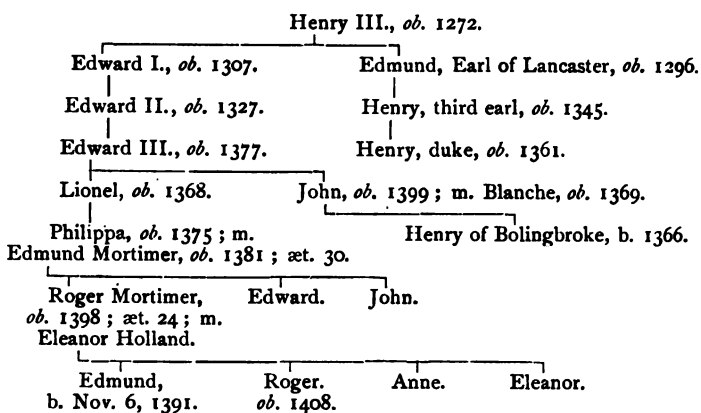 Henry III., ob. 1272.
Edward I., ob. 1307. Edmund, Earl of Lancaster, ob. 1296.
Edward II., ob. 1327. Henry, third earl, ob. 1345.
Edward III., ob. 1377. Henry, duke, ob. 1361.
Lionel, ob. 1368. John, ob. 1399 ; m. Blanche, ob. 1369.
Philippa, ob. 1375 ; m. Henry of Bolingbroke, b. 1366.
Edmund Mortimer, ob. 1381 ; æt. 30.
Roger Mortimer, Edward. John.
ob. 1398 ; æt. 24 ; m.
Eleanor Holland.
Edmund, Roger. Anne. Eleanor.
b. Nov. 6, 1391. ob. 1408.